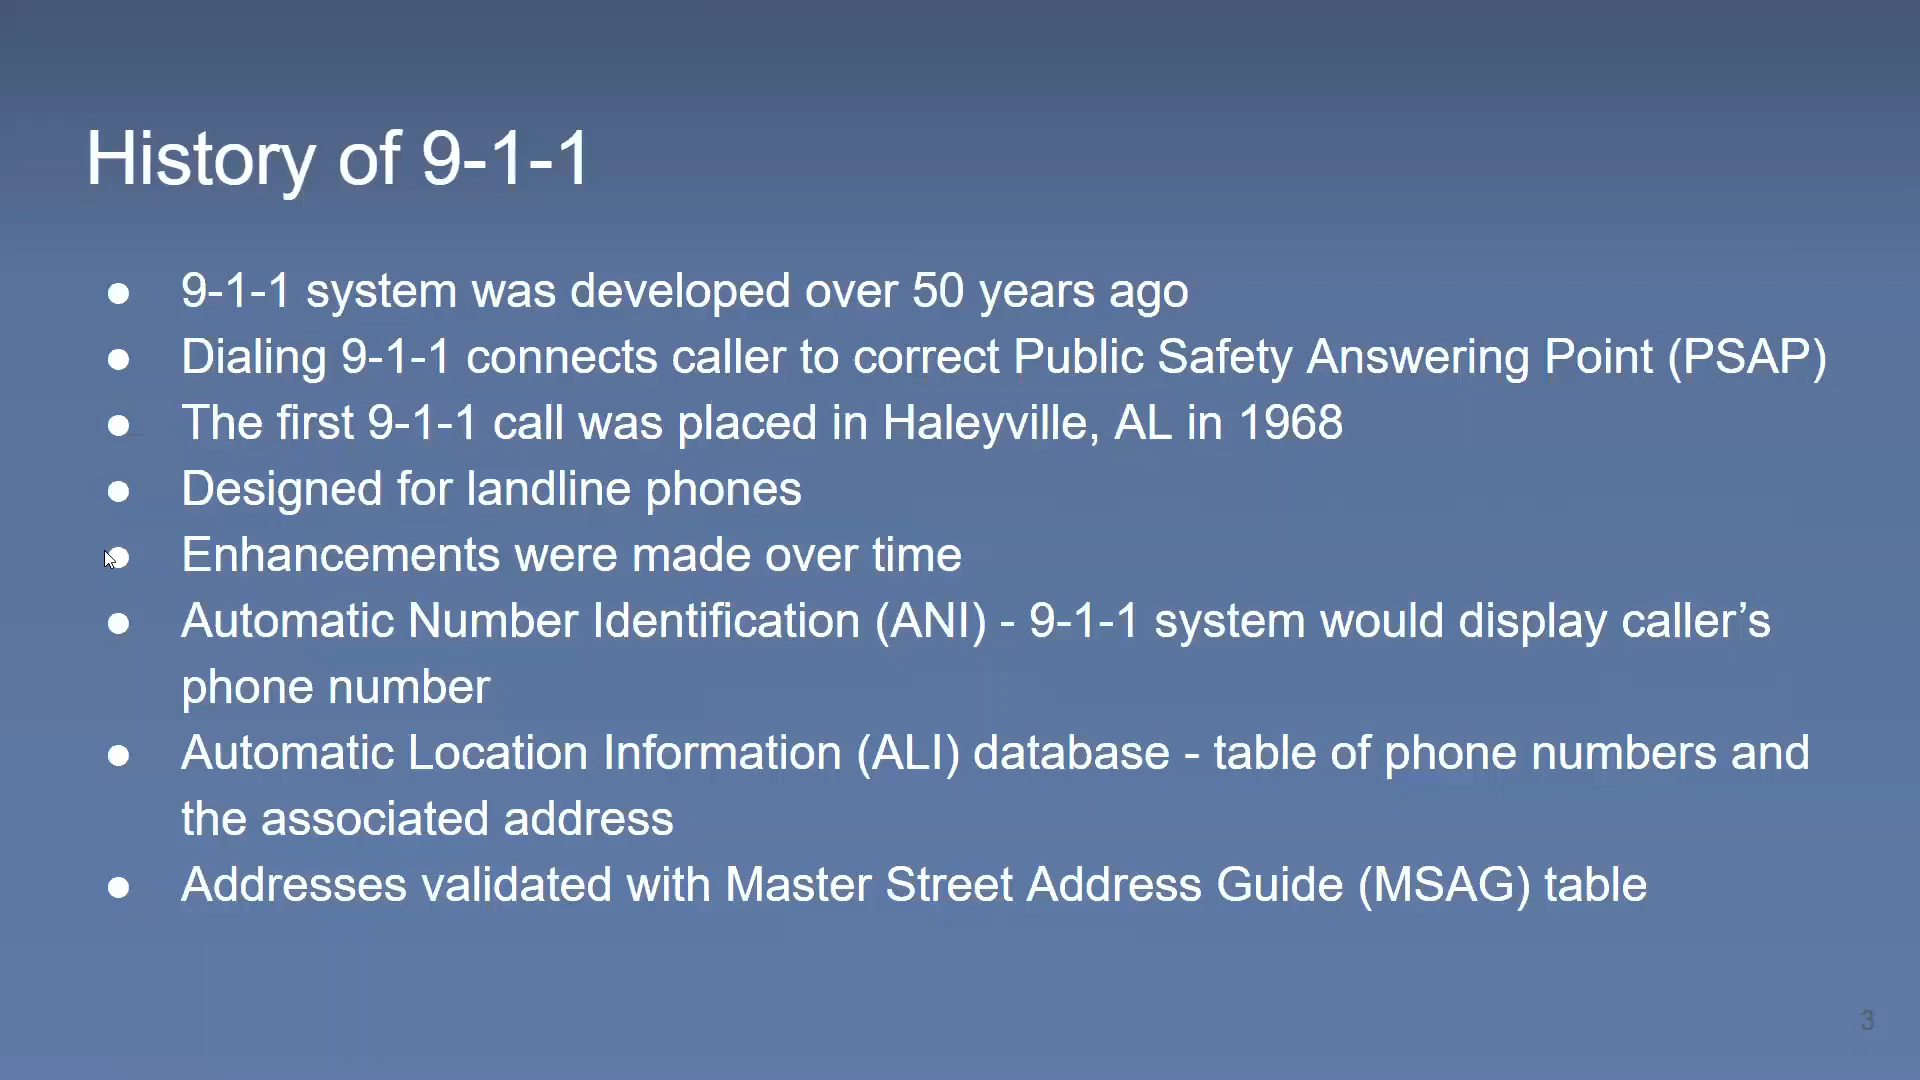 History of 9-1-1
● 9-1-1 system was developed over 50 years ago
● Dialing 9-1-1 connects caller to correct Public Safety Answering Point (PSAP)
● The first 9-1-1 call was placed in Haleyville, AL in 1968
● Designed for landline phones
● Enhancements were made over time
● Automatic Number Identification (ANI) - 9-1-1 system would display caller’s
phone number
● Automatic Location Information (ALI) database - table of phone numbers and
the associated address
● Addresses validated with Master Street Address Guide (MSAG) table
3